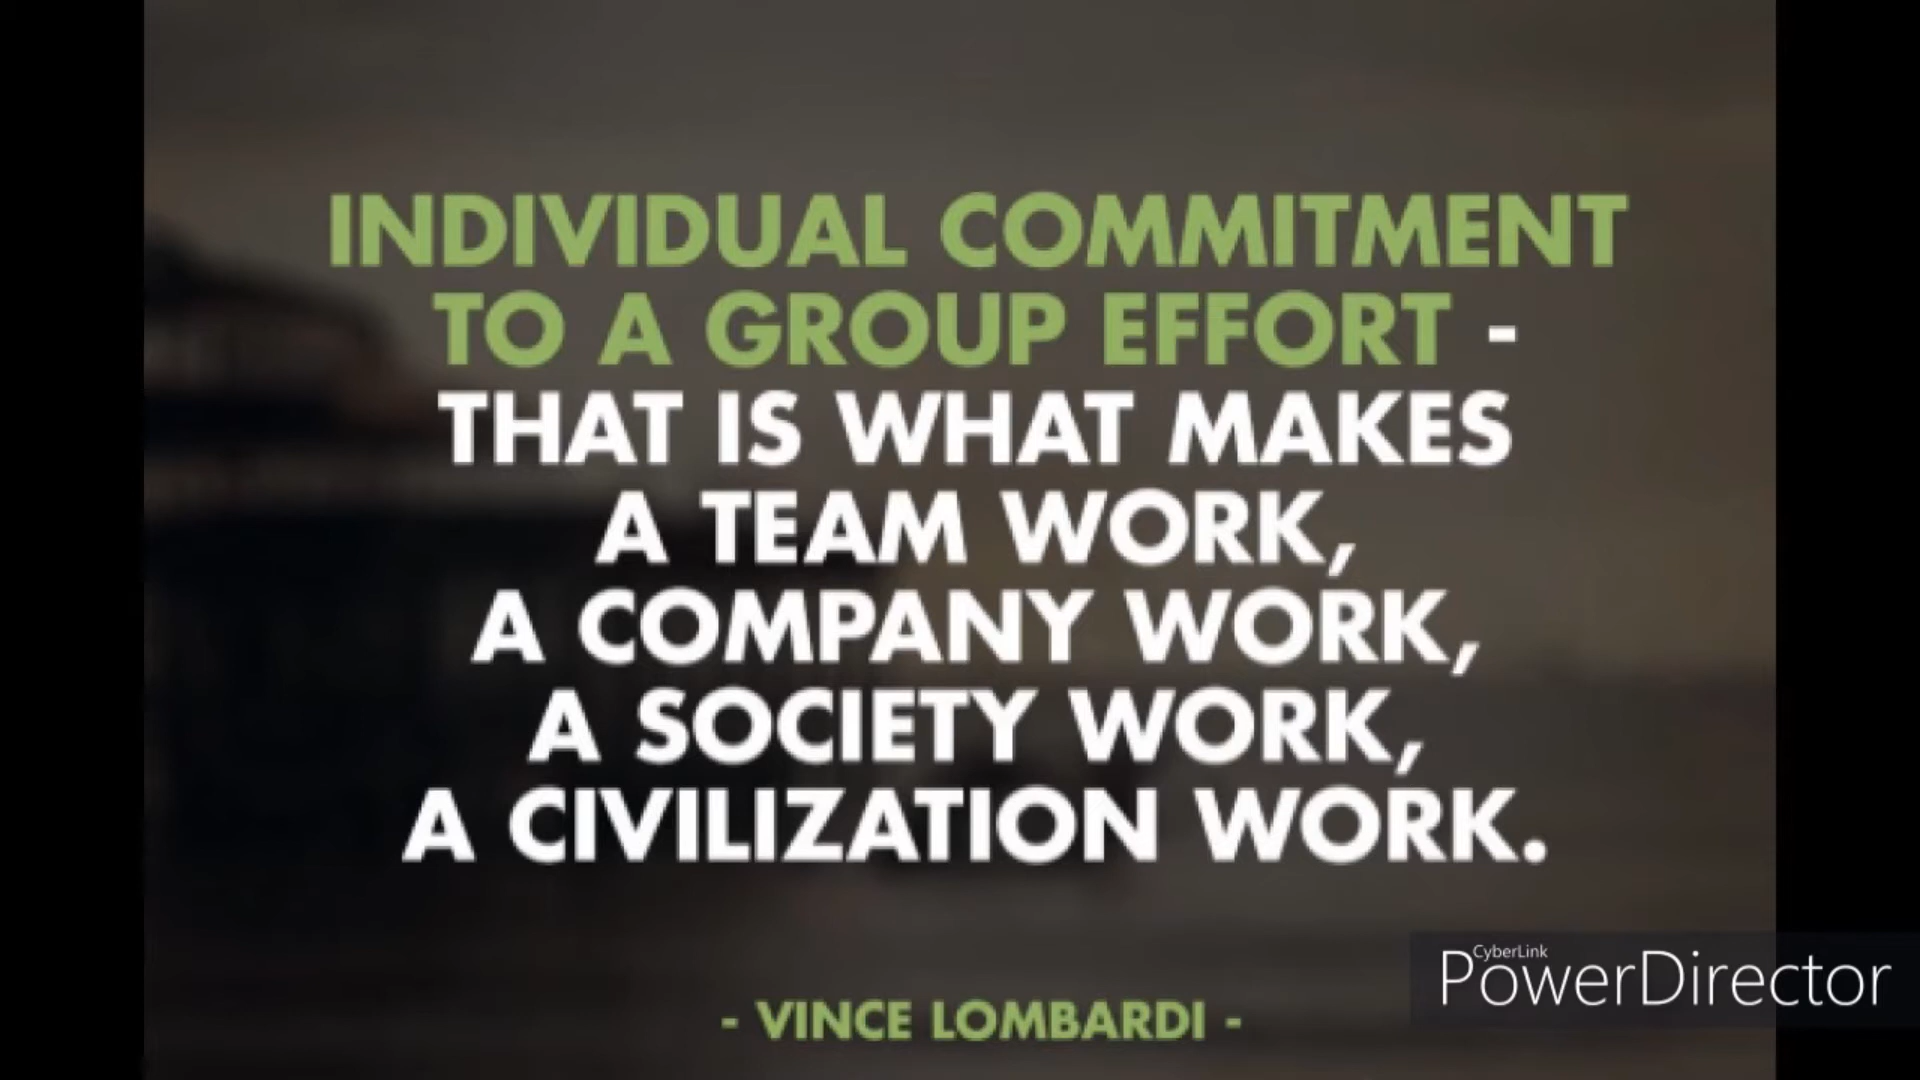 INDIVIDUAL COMMITMENT
TO A GROUP EFFORT -
THAT IS WHAT MAKES
A TEAM WORK,
A COMPANY WORK,
A SOCIETY WORK,
A CIVILIZATION WORK.
- VINCE LOMBARDI -
CyberLink
PowerDirector